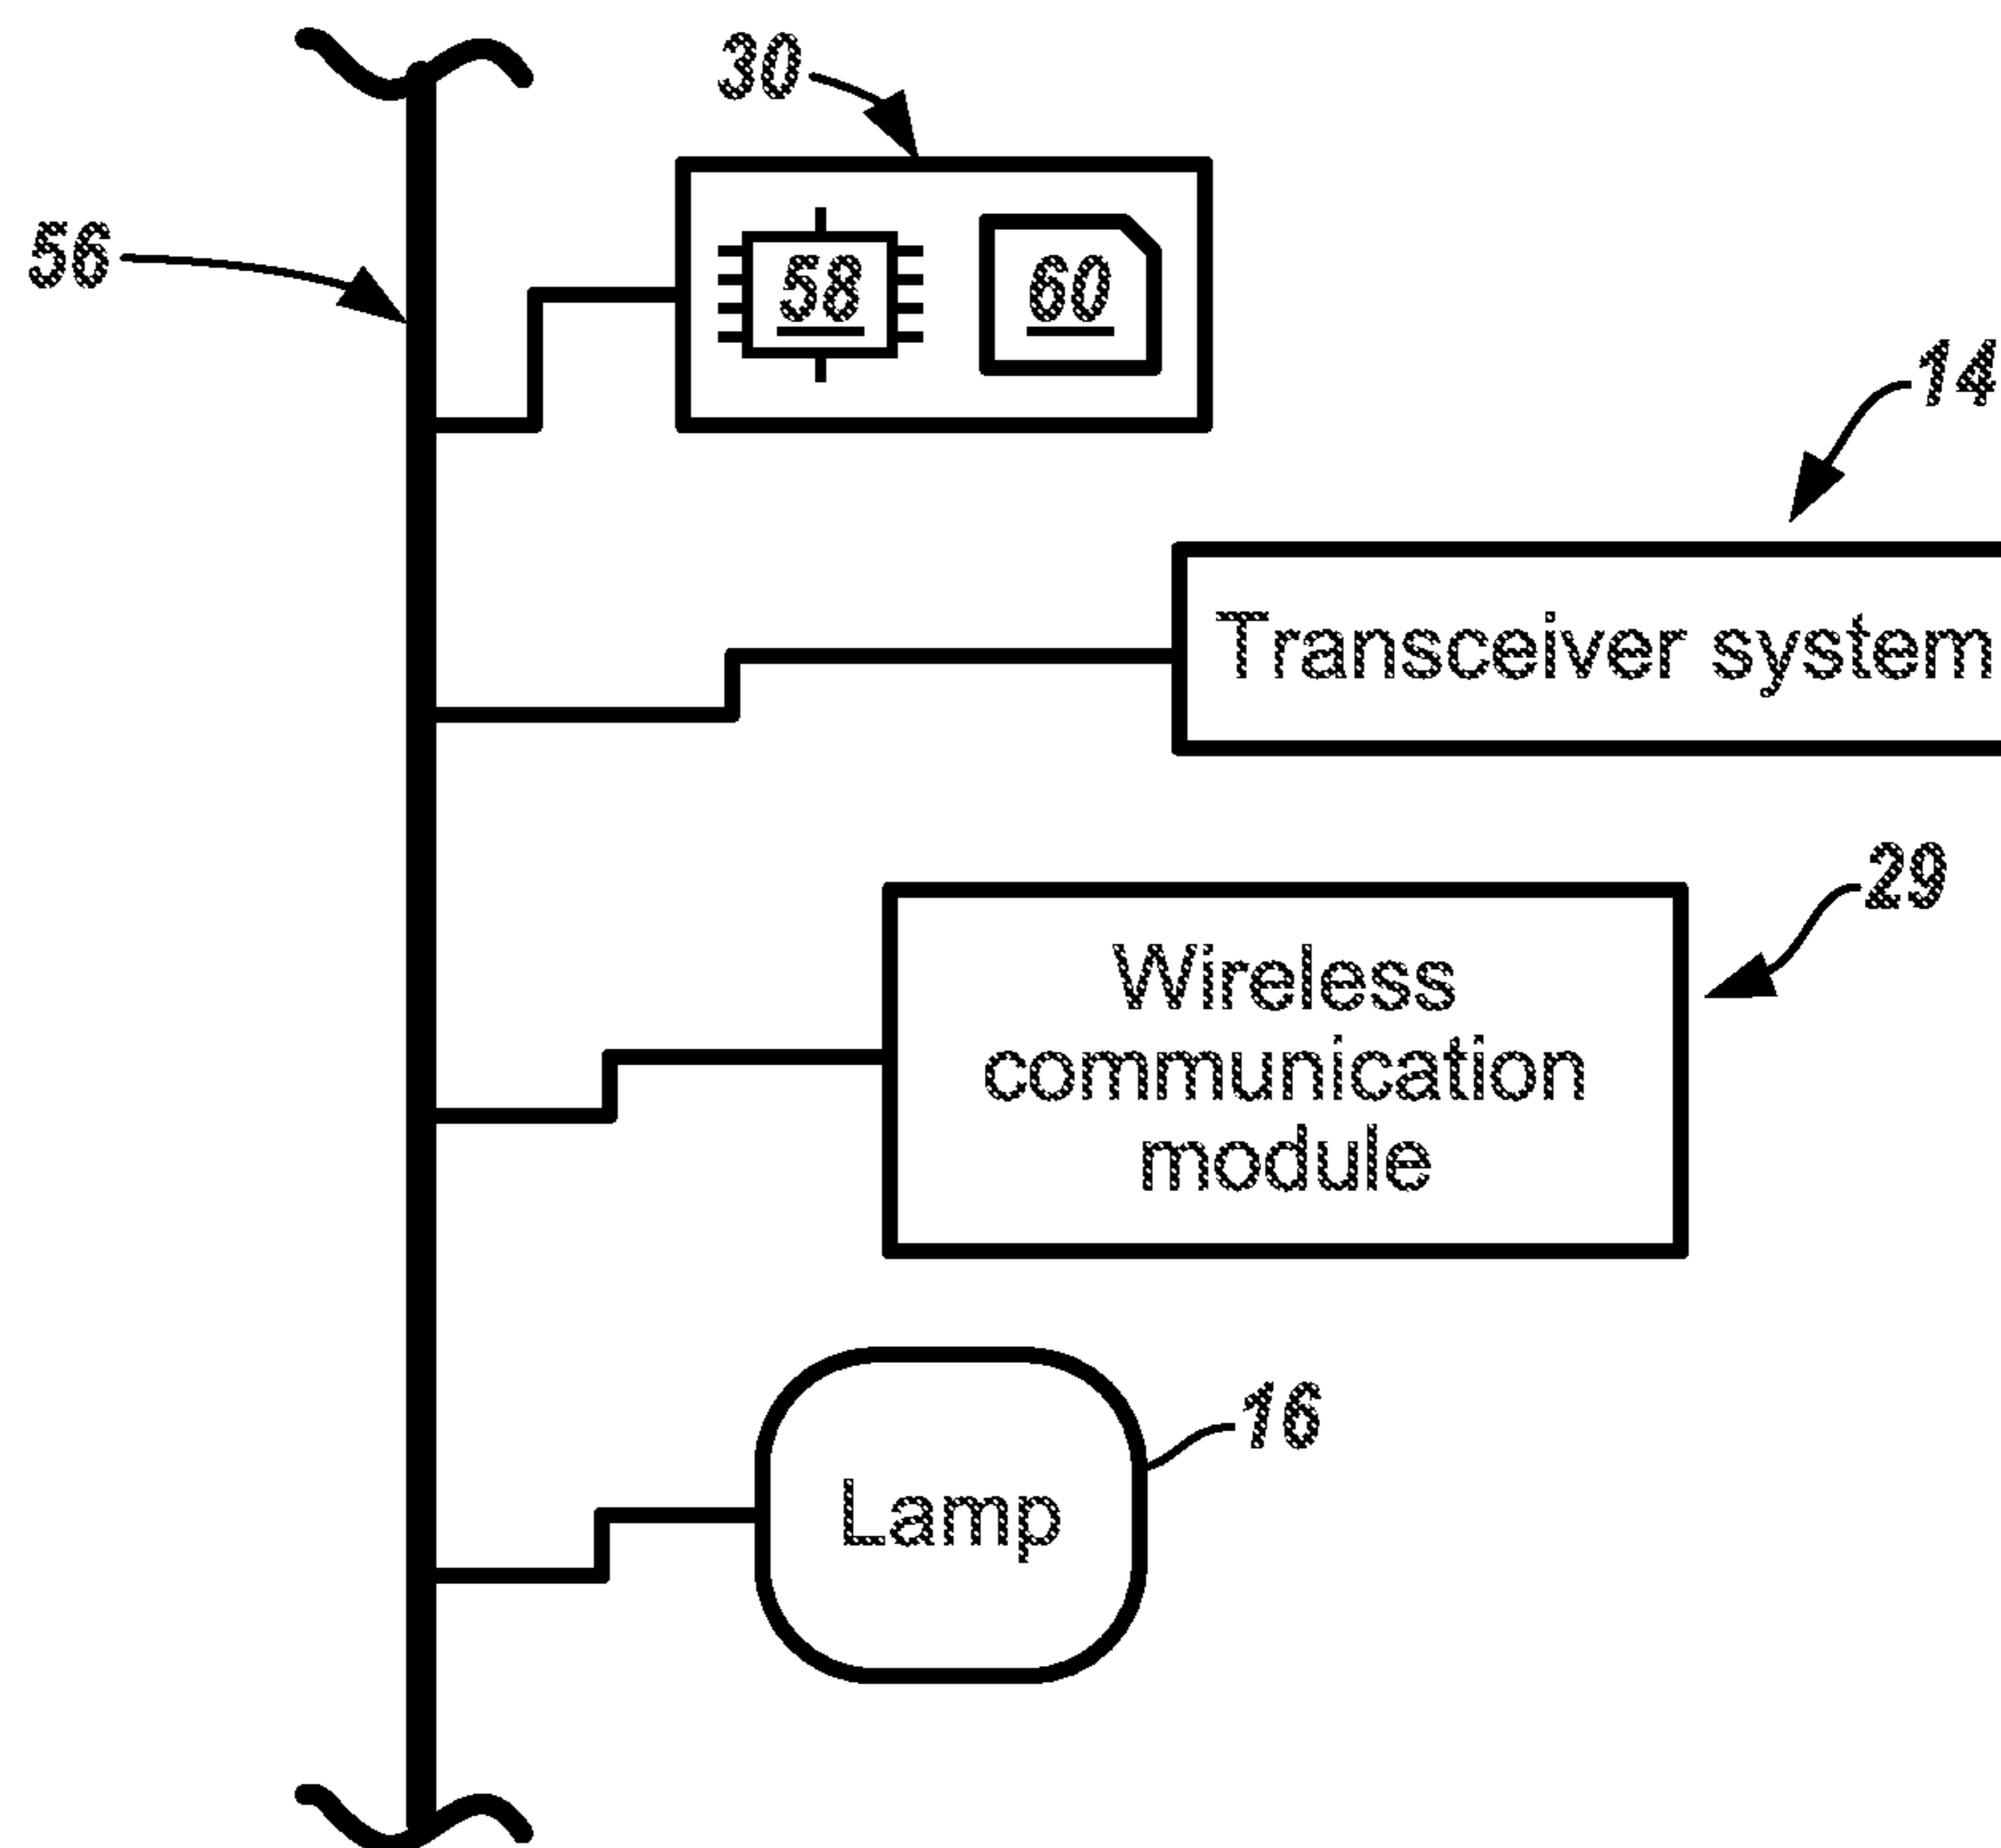 30
56
58
60
14
Transceiver system
29
Wireless
communication
module
16
Lamp